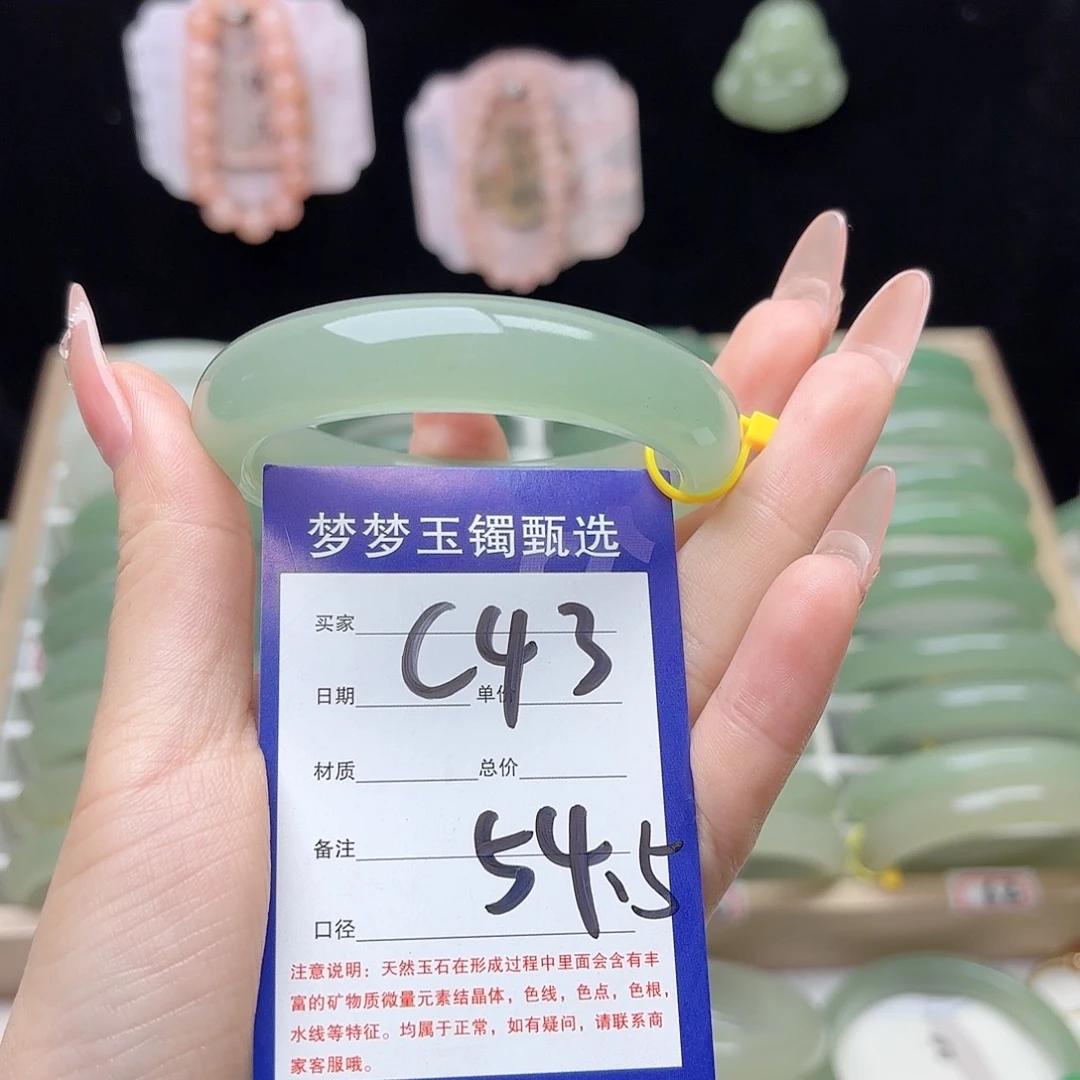 梦梦玉镯甄选
买家 C43
日期 单价
材质 总价
备注
54.5
口径
注意说明：天然玉石在形成过程中里面会含有丰
富的矿物质微量元素结晶体，色线，色点，色根，
水线等特征。均属于正常，如有疑问，请联系商
家客服哦。